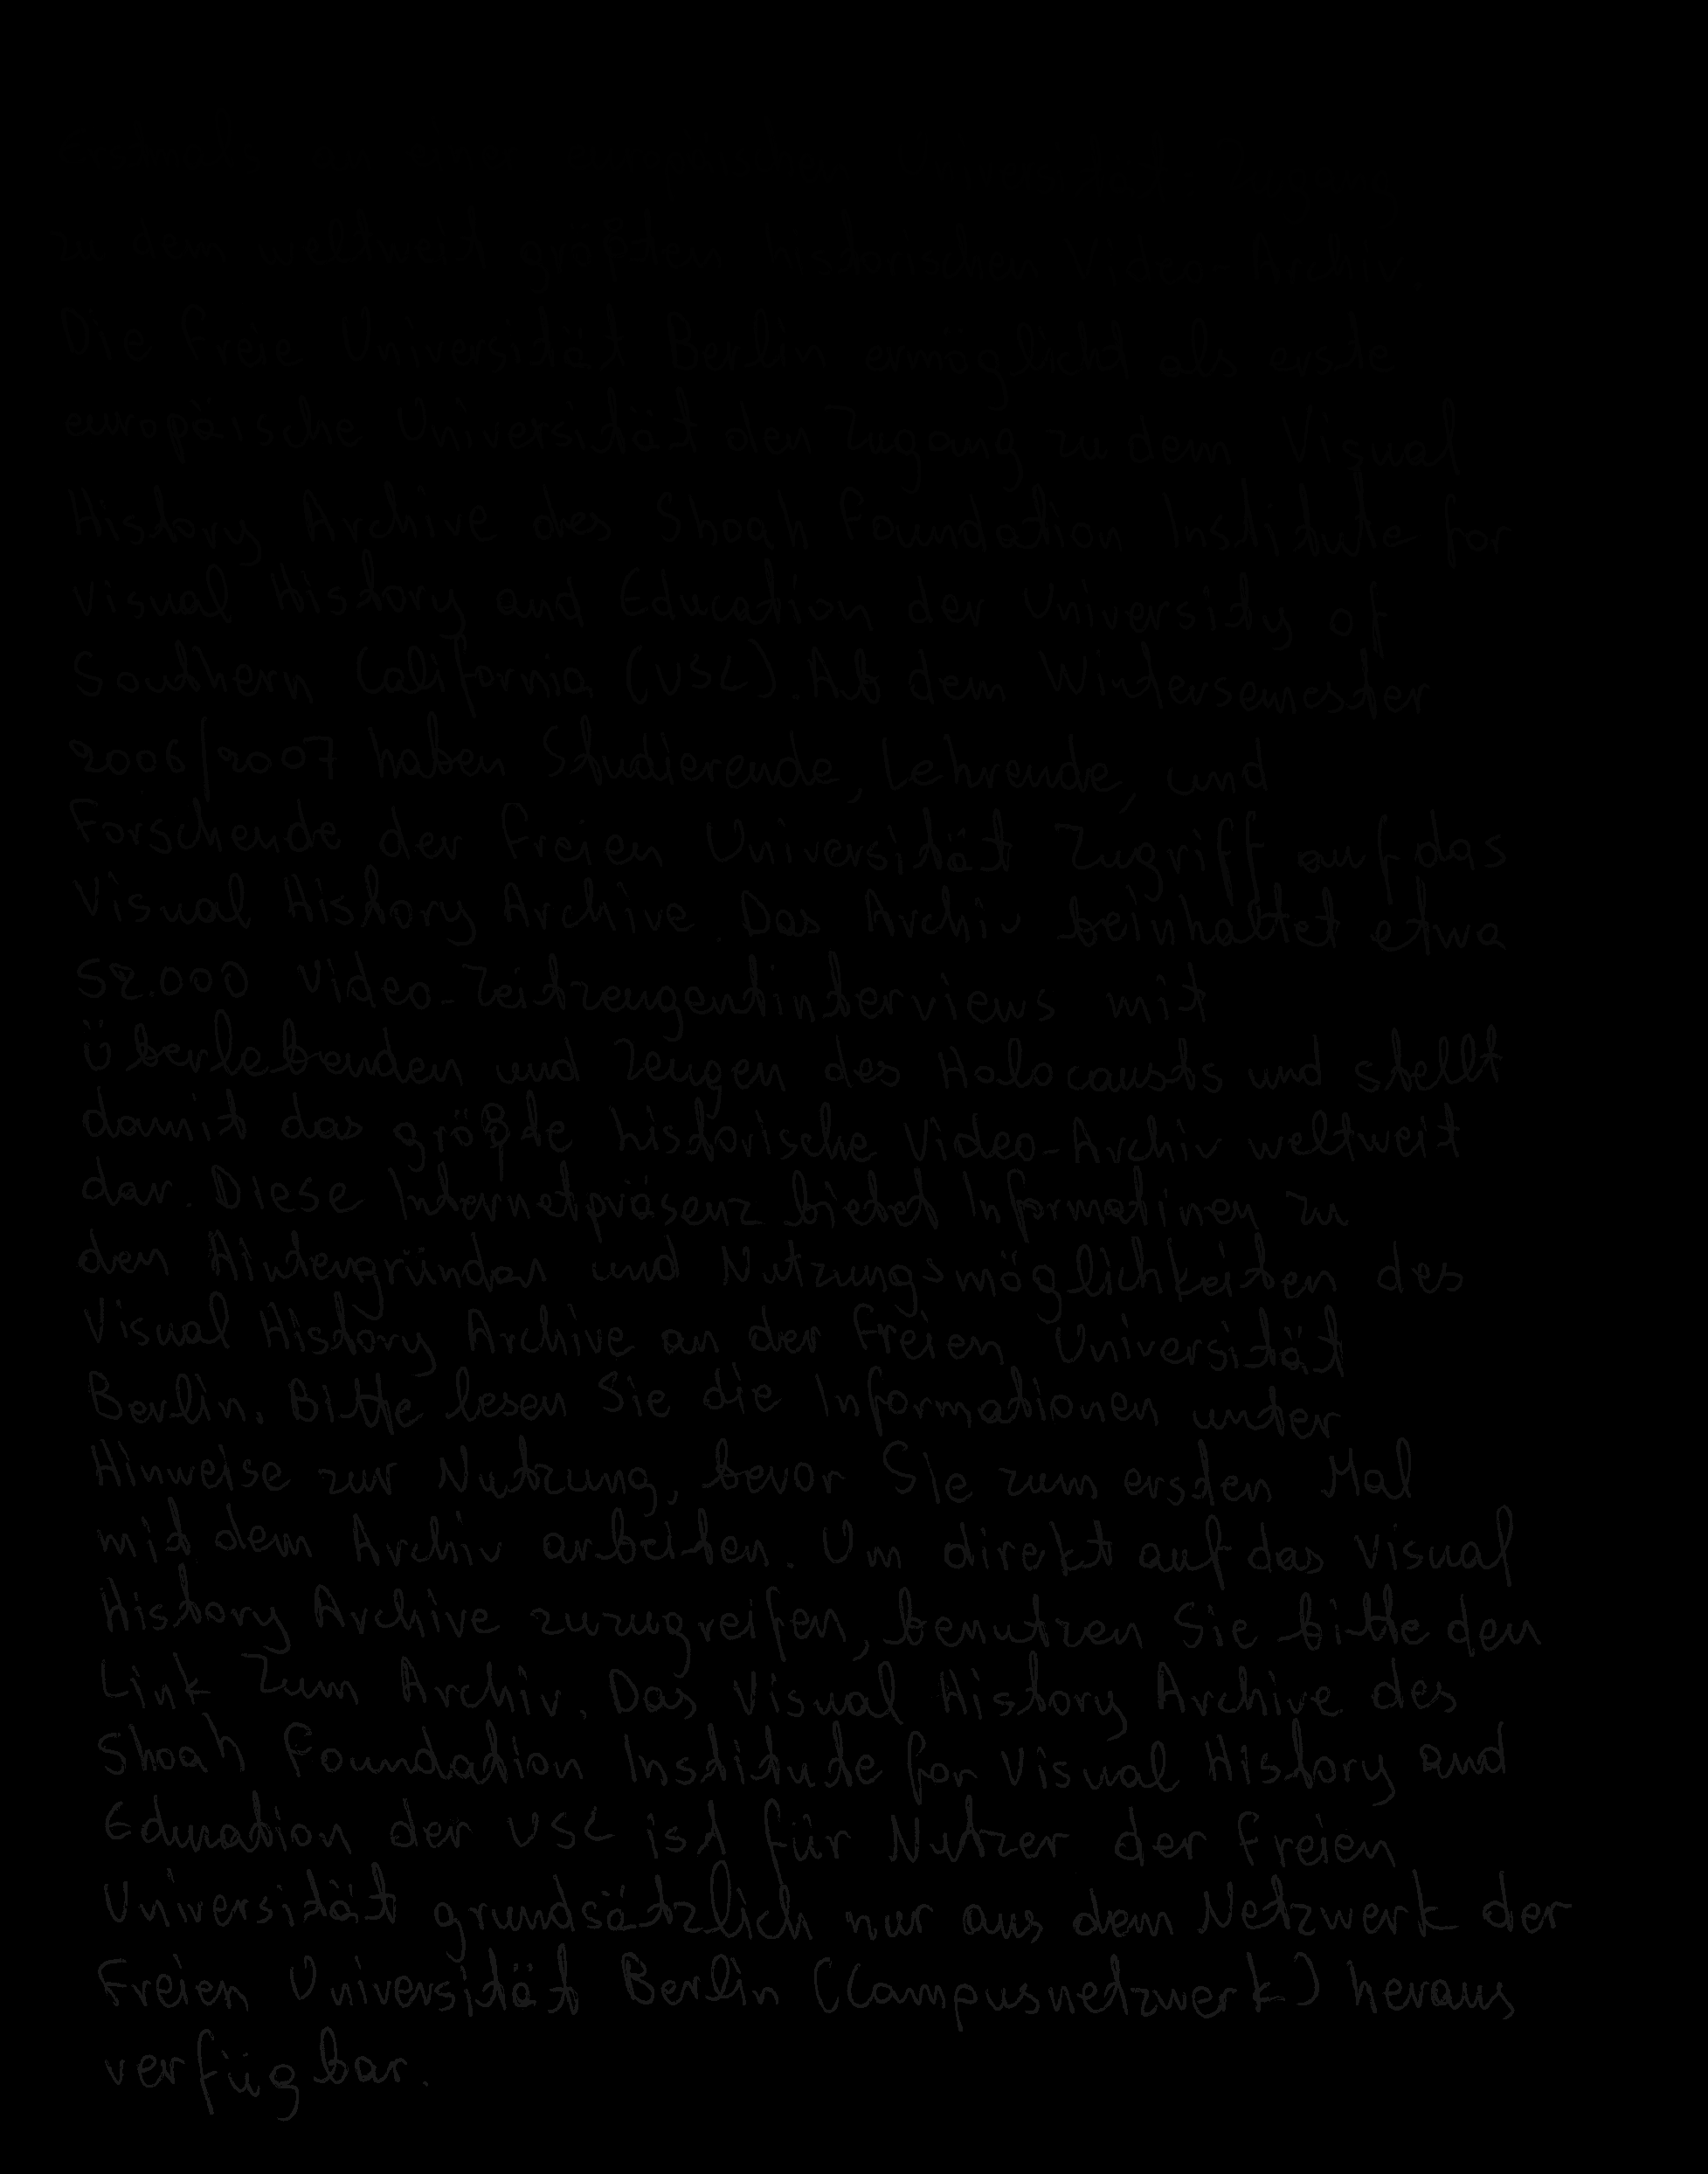 zu dem weltweit größten historischen Video-Archiv.
Die Freie Universität Berlin ermöglicht als erste
europäische Universität den Zugang zu dem Visual
History Archive des Shoah Foundation Institute for
Visual History and Education der University of
Southern California (USC). Ab dem Wintersemester
2006/2007 haben Studierende, Lehrende, und
Forschende der Freien Universität Zugriff auf das
Visual History Archive. Das Archiv beinhaltet etwa
52.000 Video-Zeitzeugentinterviews mit
Überlebenden und Zeugen des Holocausts und stellt
damit das größte historische Video-Archiv weltweit
dar. Diese Internetpräsenz bietet Informatinen zu
den Hintengründen und Nutzungsmöglichkeiten des
Visual History Archive an der Freien Universität
Berlin. Bitte lesen Sie die Informationen unter
Hinweise zur Nutzung, bevor Sie zum ersten Mal
mit dem Archiv arbeiten. Um direkt auf das Visual
History Archive zuzugreifen, benutzen Sie bitte den
Link Zum Archiv. Das Visual History Archive des
Shoah Foundation Institute for Visual History and
Education der USC ist für Nutzer der Freien
Universität grundsätzlich nur aus dem Netzwerk der
Freien Universität Berlin (Campusnetzwerk) heraus
verfügbar.